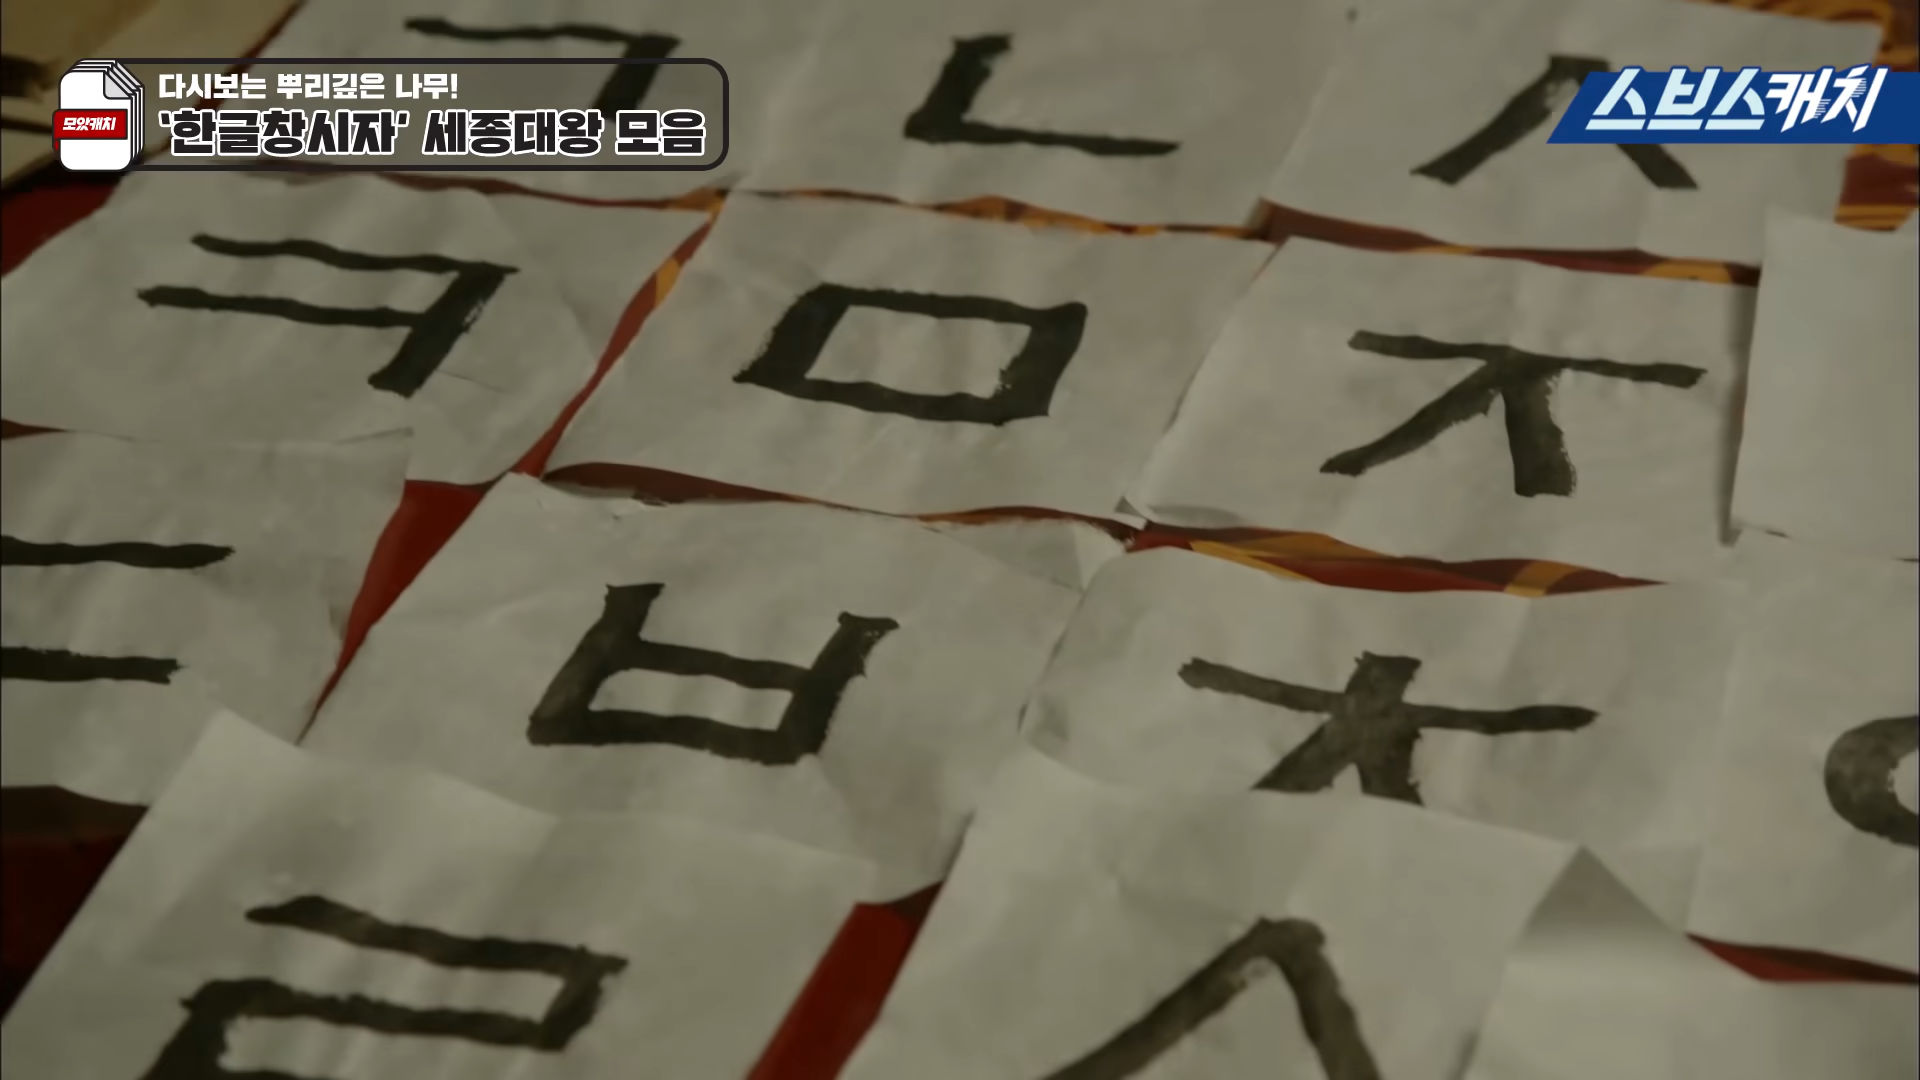 다시보는 뿌리깊은 나무!
모았캐치
'한글창시자' 세종대왕 모음
스브스캐치
ㄱ ㄴ ㅅ
ㅋ ㅁ ㅈ
ㅂ ㅊ
ㄹ ㅅ